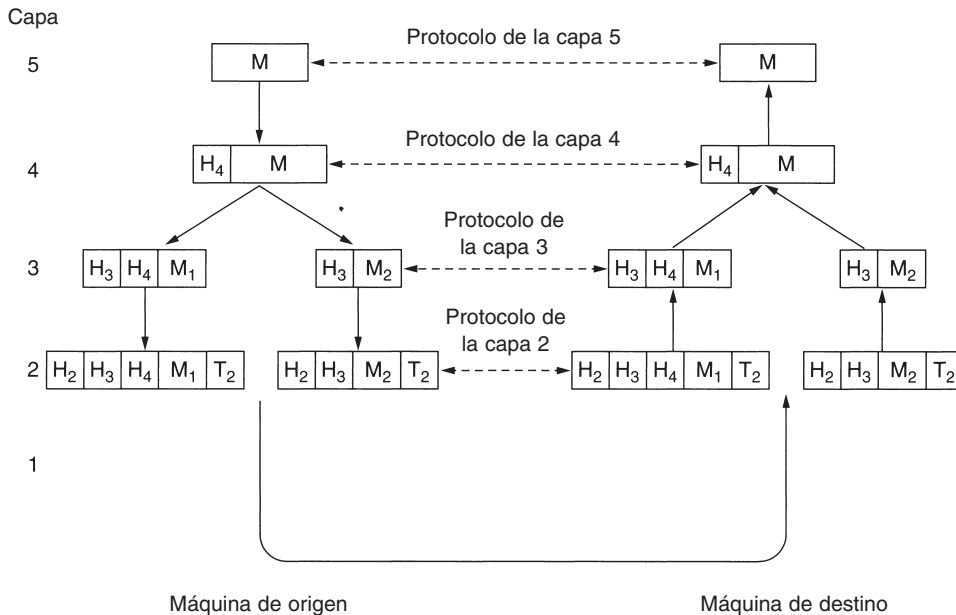 Capa
5 M Protocolo de la capa 5 M
4 H4 M Protocolo de la capa 4 H4 M
3 H3 H4 M1 H3 M2 Protocolo de la capa 3 H3 H4 M1 H3 M2
2 H2 H3 H4 M1 T2 H2 H3 M2 T2 Protocolo de la capa 2 H2 H3 H4 M1 T2 H2 H3 M2 T2
1
Máquina de origen Máquina de destino